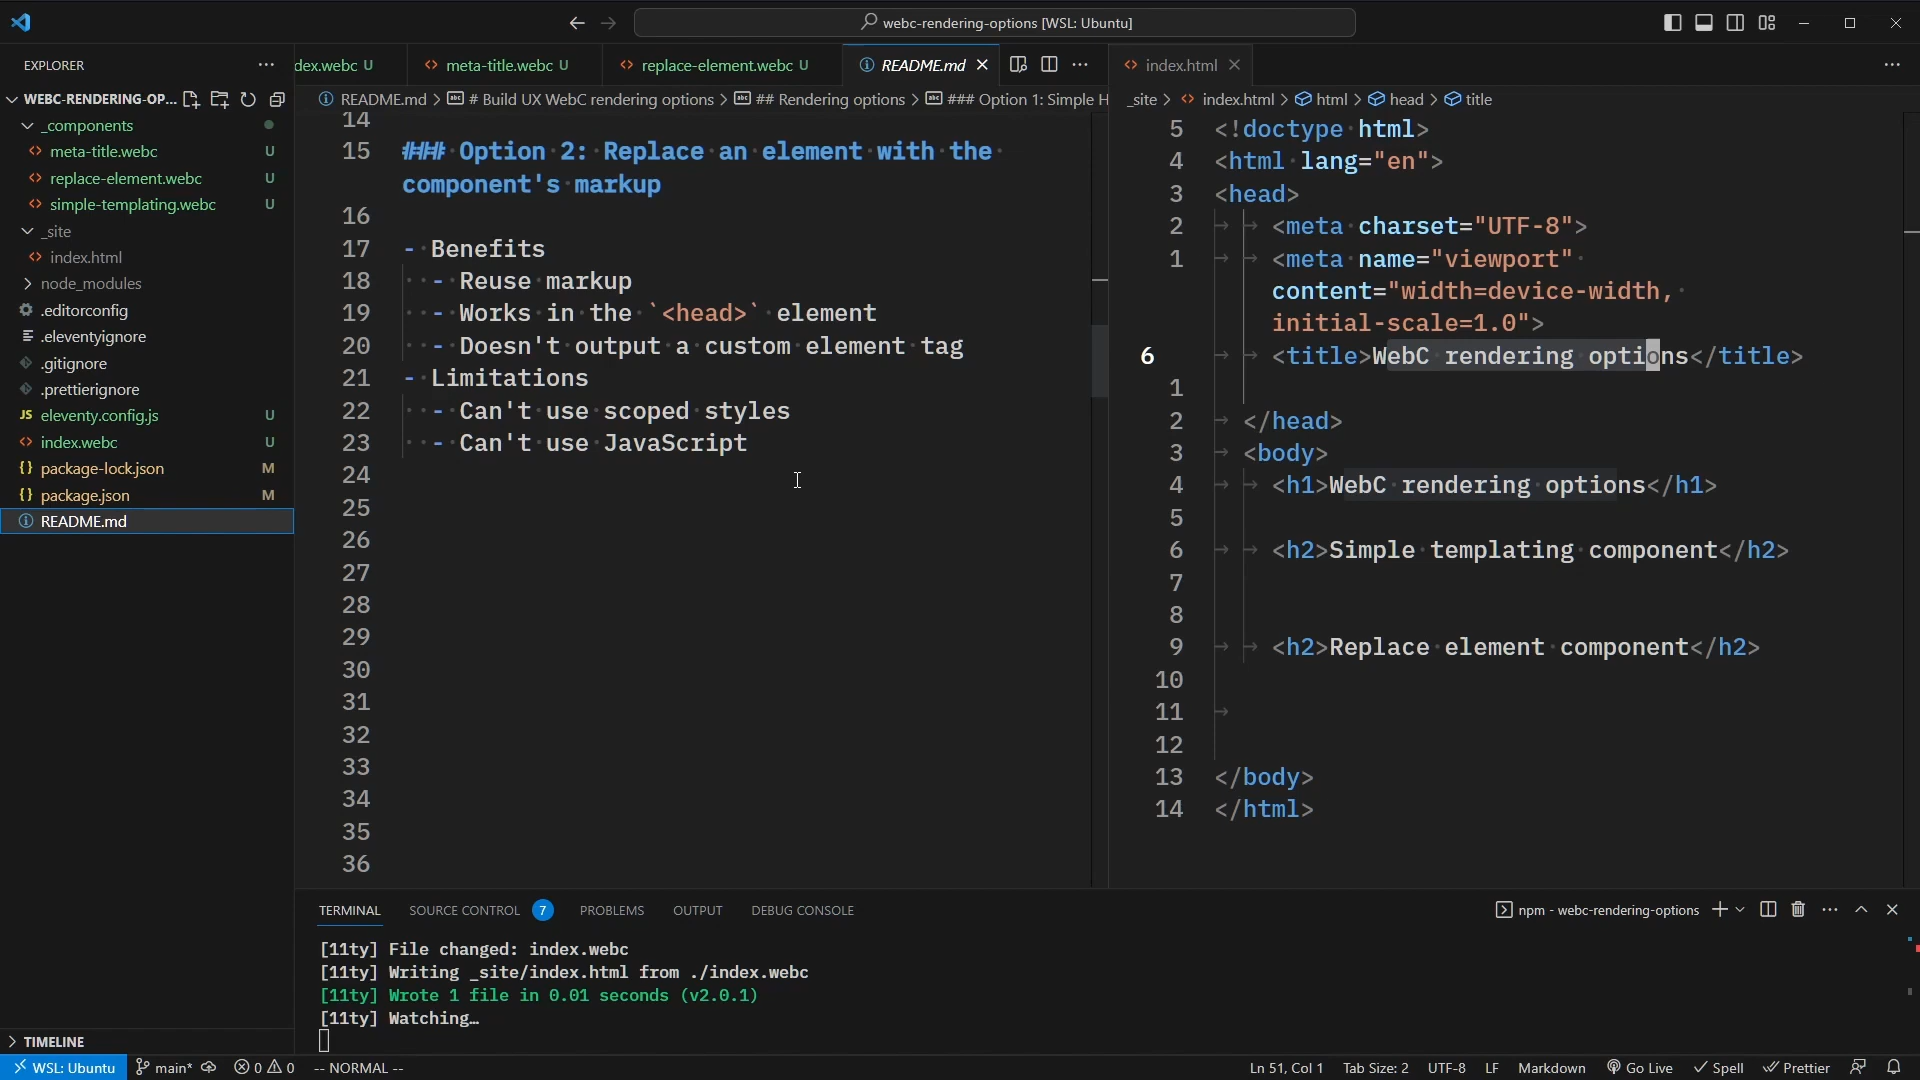 webc-rendering-options [WSL: Ubuntu]
EXPLORER
dex.webc U
meta-title.webc U
replace-element.webc U
README.md
index.html
WEBC-RENDERING-OP...
README.md > # Build UX WebC rendering options > ## Rendering options > ### Option 1: Simple H
_site > index.html > html > head > title
_components
meta-title.webc U
replace-element.webc U
simple-templating.webc U
_site
index.html
node_modules
.editorconfig
.eleventyignore
.gitignore
.prettierignore
JS eleventy.config.js U
index.webc U
{} package-lock.json M
{} package.json M
README.md
TIMELINE
14
15 ### Option 2: Replace an element with the
component's markup
16
17 - Benefits
18 - Reuse markup
19 - Works in the `<head>` element
20 - Doesn't output a custom element tag
21 - Limitations
22 - Can't use scoped styles
23 - Can't use JavaScript
24
25
26
27
28
29
30
31
32
33
34
35
36
5 <!doctype html>
4 <html lang="en">
3 <head>
2 <meta charset="UTF-8">
1 <meta name="viewport"
content="width=device-width,
initial-scale=1.0">
6 <title>WebC rendering options</title>
1
2 </head>
3 <body>
4 <h1>WebC rendering options</h1>
5
6 <h2>Simple templating component</h2>
7
8
9 <h2>Replace element component</h2>
10
11
12
13 </body>
14 </html>
TERMINAL
SOURCE CONTROL 7
PROBLEMS
OUTPUT
DEBUG CONSOLE
npm - webc-rendering-options
[11ty] File changed: index.webc
[11ty] Writing _site/index.html from ./index.webc
[11ty] Wrote 1 file in 0.01 seconds (v2.0.1)
[11ty] Watching…
WSL: Ubuntu
main*
0 0
-- NORMAL --
Ln 51, Col 1
Tab Size: 2
UTF-8
LF
Markdown
Go Live
Spell
Prettier